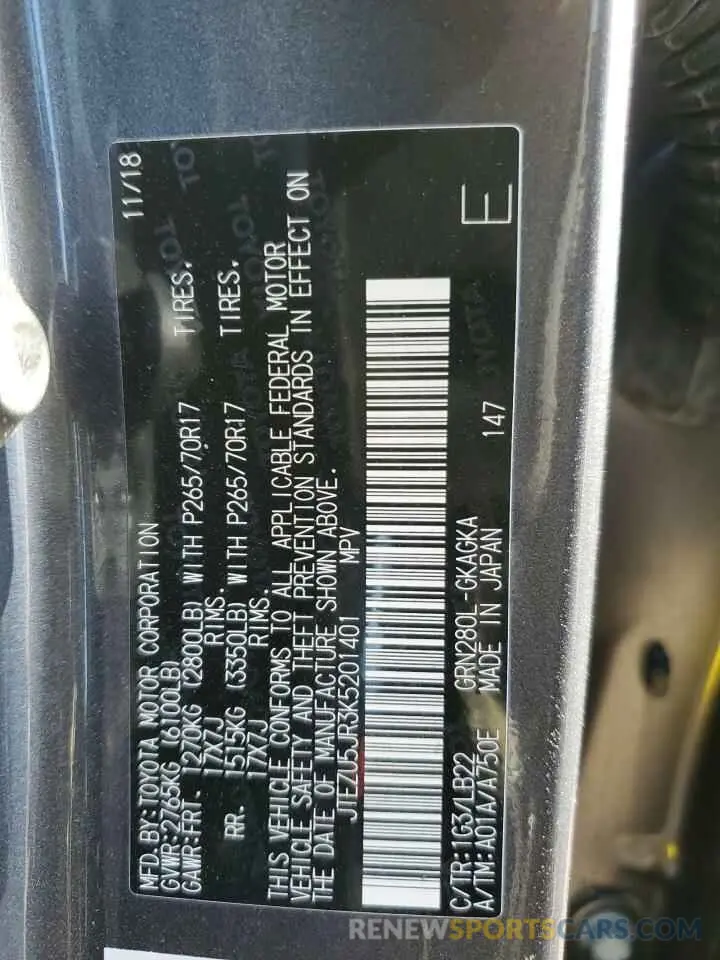 MFD.BY:TOYOTA MOTOR CORPORATION 11/18
GVWR:2765KG (6100LB)
GAWR:FRT. 1270KG (2800LB) WITH P265/70R17 TIRES.
17X7J RIMS.
RR. 1515KG (3350LB) WITH P265/70R17 TIRES.
17X7J RIMS.
THIS VEHICLE CONFORMS TO ALL APPLICABLE FEDERAL MOTOR
VEHICLE SAFETY AND THEFT PREVENTION STANDARDS IN EFFECT ON
THE DATE OF MANUFACTURE SHOWN ABOVE.
JTEZU5JR3K5201401 MPV
C/TR:1G3/LB22 GRN280L-GKAGKA
A/TM:A01A/A750E MADE IN JAPAN 147
E
RENEWSPORTSCARS.COM